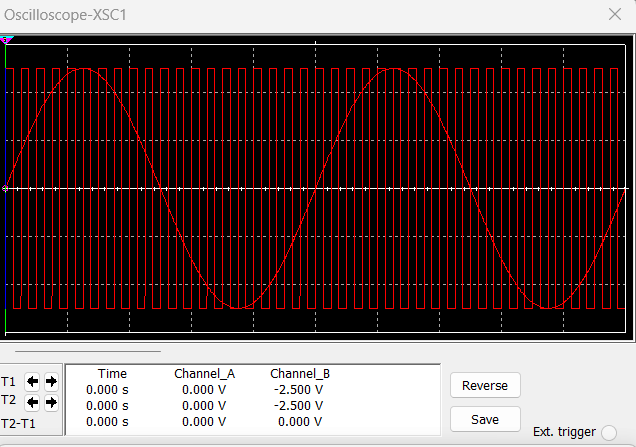 Oscilloscope-XSC1
Time Channel_A Channel_B
T1 0.000 s 0.000 V -2.500 V
T2 0.000 s 0.000 V -2.500 V
T2-T1 0.000 s 0.000 V 0.000 V
Reverse
Save
Ext. trigger